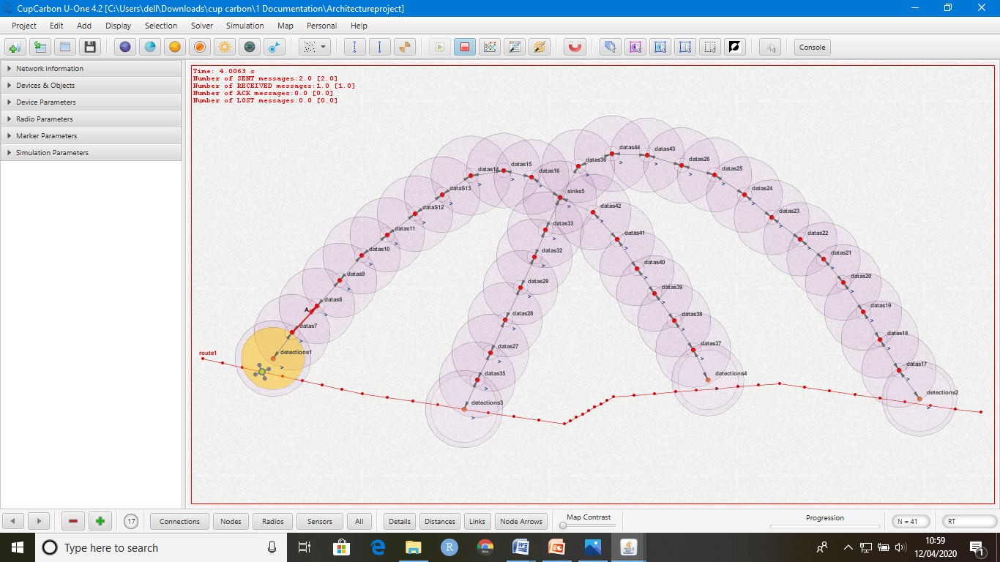 CupCarbon U-One 4.2 [C:\Users\dell\Downloads\cup carbon\1 Documentation\Architectureproject]
Project Edit Add Display Selection Solver Simulation Map Personal Help
Console
Network information
Devices & Objects
Device Parameters
Radio Parameters
Marker Parameters
Simulation Parameters
Time: 4.0063 s
Number of SENT messages:2.0 [2.0]
Number of RECEIVED messages:1.0 [1.0]
Number of ACK messages:0.0 [0.0]
Number of LOST messages:0.0 [0.0]
datas44
datas43
datas36
datas26
datas15
datas14
datas16
datas25
dataS13
sinks5
datas24
dataS12
datas42
datas23
datas33
datas11
datas41
datas22
datas10
datas32
datas21
datas40
datas9
datas29
datas20
datas39
datas8
A
datas28
datas19
datas38
datas7
datas18
datas27
datas37
detections1
route1
datas17
datas35
detections4
detections2
detections3
17
Connections Nodes Radios Sensors All Details Distances Links Node Arrows Map Contrast Progression N = 41 RT
Type here to search
10:59
12/04/2020
1